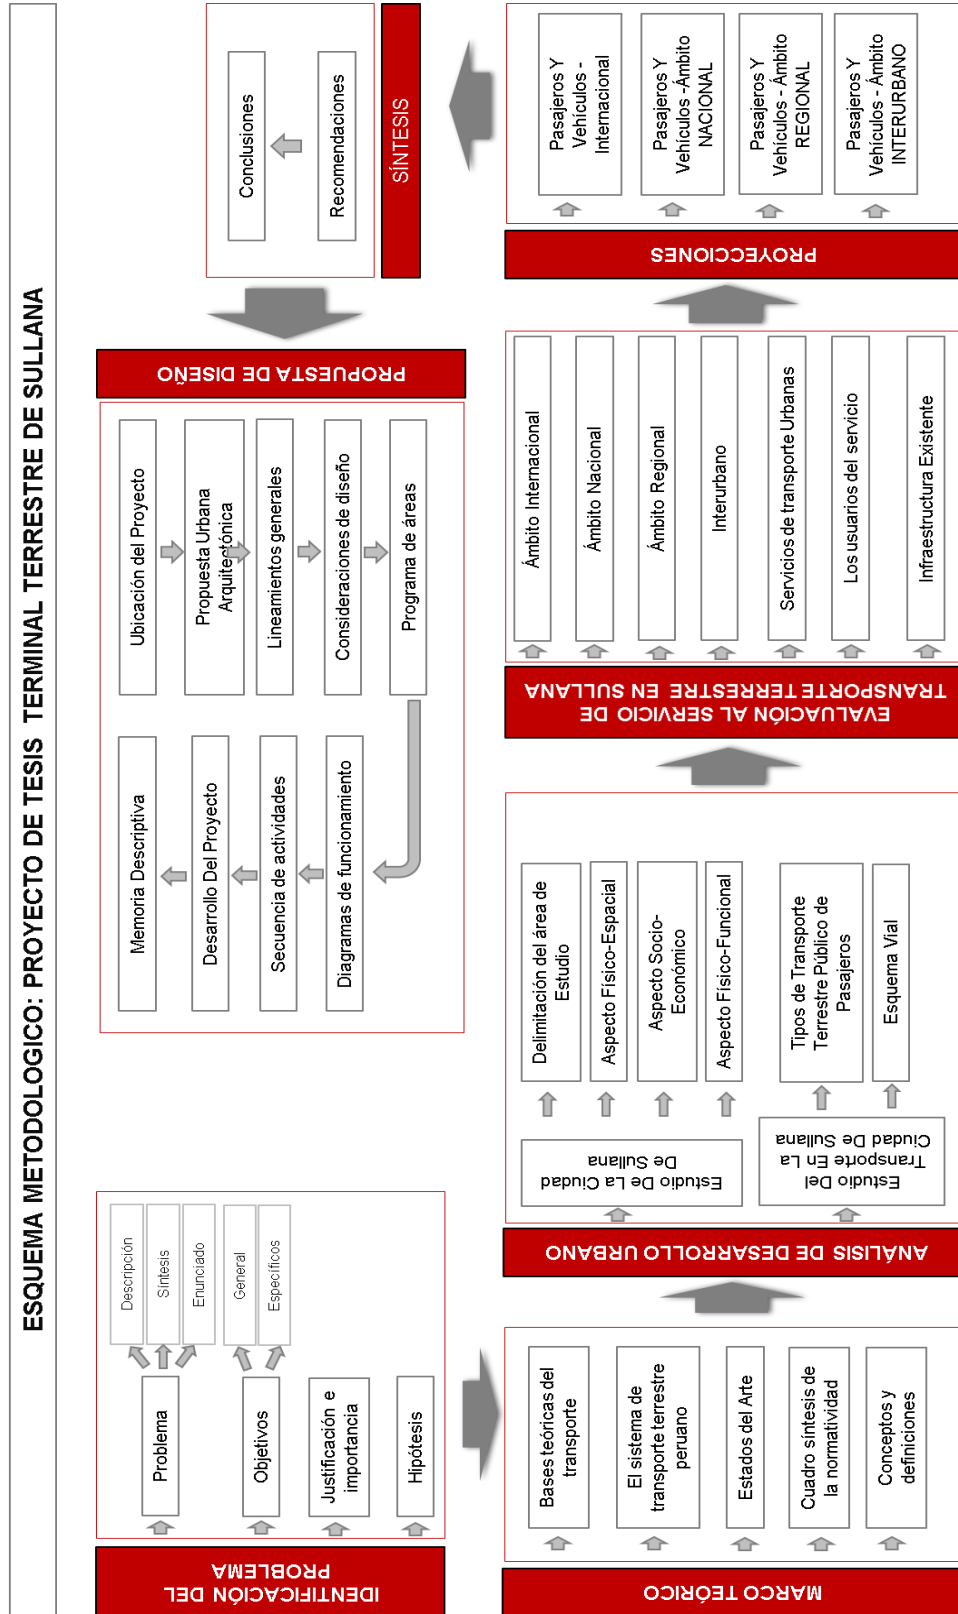 ESQUEMA METODOLOGICO: PROYECTO DE TESIS TERMINAL TERRESTRE DE SULLANA
IDENTIFICACIÓN DEL
PROBLEMA
Problema
Descripción
Síntesis
Enunciado
Objetivos
General
Específicos
Justificación e
importancia
Hipótesis
MARCO TEÓRICO
Bases teóricas del
transporte
El sistema de
transporte terrestre
peruano
Estados del Arte
Cuadro síntesis de
la normatividad
Conceptos y
definiciones
ANÁLISIS DE DESARROLLO URBANO
Estudio De La Ciudad
De Sullana
Delimitación del área de
Estudio
Aspecto Físico-Espacial
Aspecto Socio-
Económico
Aspecto Físico-Funcional
Estudio Del
Transporte En La
Ciudad De Sullana
Tipos de Transporte
Terrestre Público de
Pasajeros
Esquema Vial
EVALUACIÓN AL SERVICIO DE
TRANSPORTE TERRESTRE EN SULLANA
Ámbito Internacional
Ámbito Nacional
Ámbito Regional
Interurbano
Servicios de transporte Urbanas
Los usuarios del servicio
Infraestructura Existente
PROYECCIONES
Pasajeros Y
Vehículos -
Internacional
Pasajeros Y
Vehículos -Ámbito
NACIONAL
Pasajeros Y
Vehículos - Ámbito
REGIONAL
Pasajeros Y
Vehículos - Ámbito
INTERURBANO
SÍNTESIS
Recomendaciones
Conclusiones
PROPUESTA DE DISEÑO
Ubicación del Proyecto
Propuesta Urbana
Arquitectónica
Lineamientos generales
Consideraciones de diseño
Programa de áreas
Diagramas de funcionamiento
Secuencia de actividades
Desarrollo Del Proyecto
Memoria Descriptiva